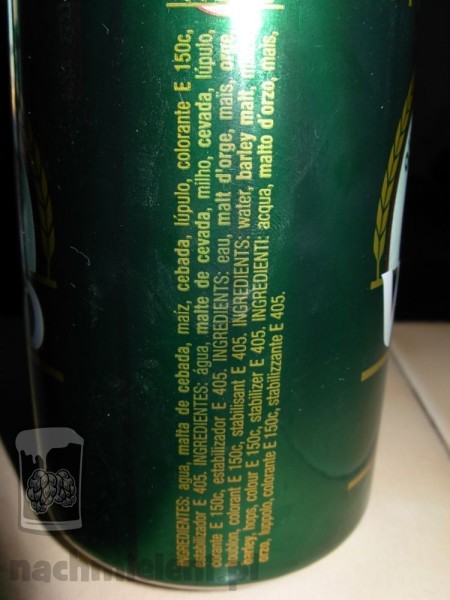 INGREDIENTES: agua, malta de cebada, maíz, cebada, lúpulo, colorante E 150c,
estabilizador E 405. INGREDIENTES: água, malte de cevada, milho, cevada, lúpulo,
corante E 150c, estabilizador E 405. INGREDIENTS: eau, malt d'orge, maïs, orge,
houblon, colorant E 150c, stabilisant E 405. INGREDIENTS: water, barley malt,
barley, hops, colour E 150c, stabilizer E 405. INGREDIENTI: acqua, malto d'orzo, mais,
orzo, luppolo, colorante E 150c, stabilizzante E 405.
nachmieleni.pl